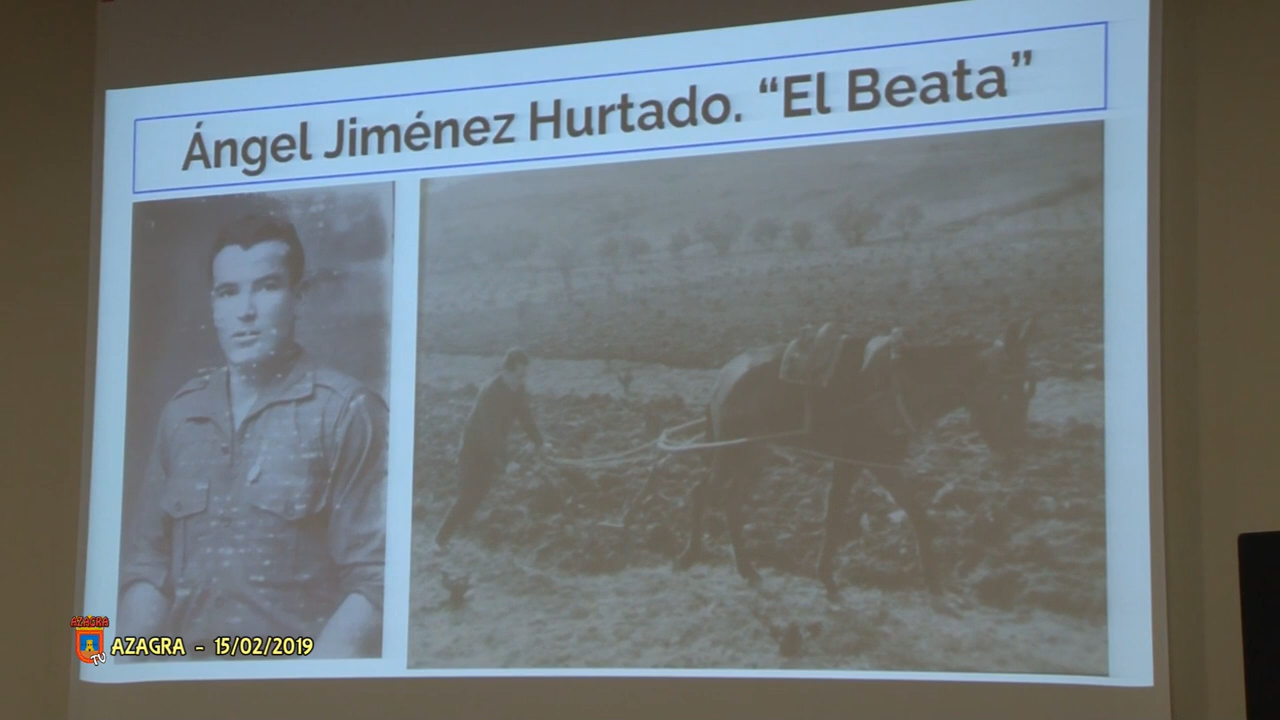 Ángel Jiménez Hurtado. “El Beata”
AZAGRA
TV
AZAGRA - 15/02/2019